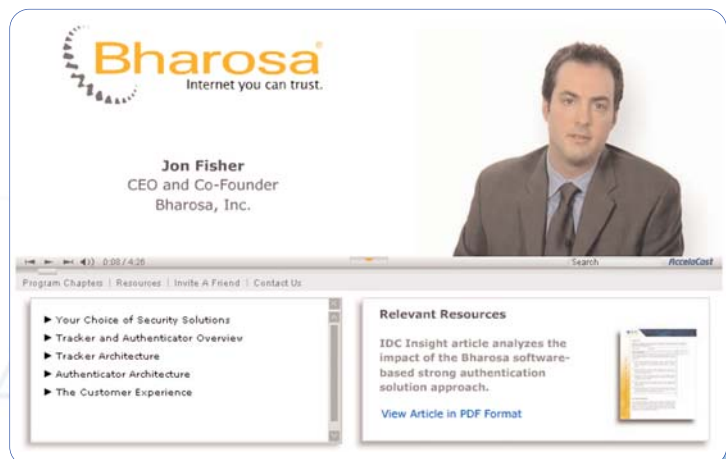 Bharosa®
Internet you can trust.
Jon Fisher
CEO and Co-Founder
Bharosa, Inc.
0:08 / 4:26
Search
AccelaCast
Program Chapters | Resources | Invite A Friend | Contact Us
► Your Choice of Security Solutions
► Tracker and Authenticator Overview
► Tracker Architecture
► Authenticator Architecture
► The Customer Experience
Relevant Resources
IDC Insight article analyzes the
impact of the Bharosa software-
based strong authentication
solution approach.
View Article in PDF Format